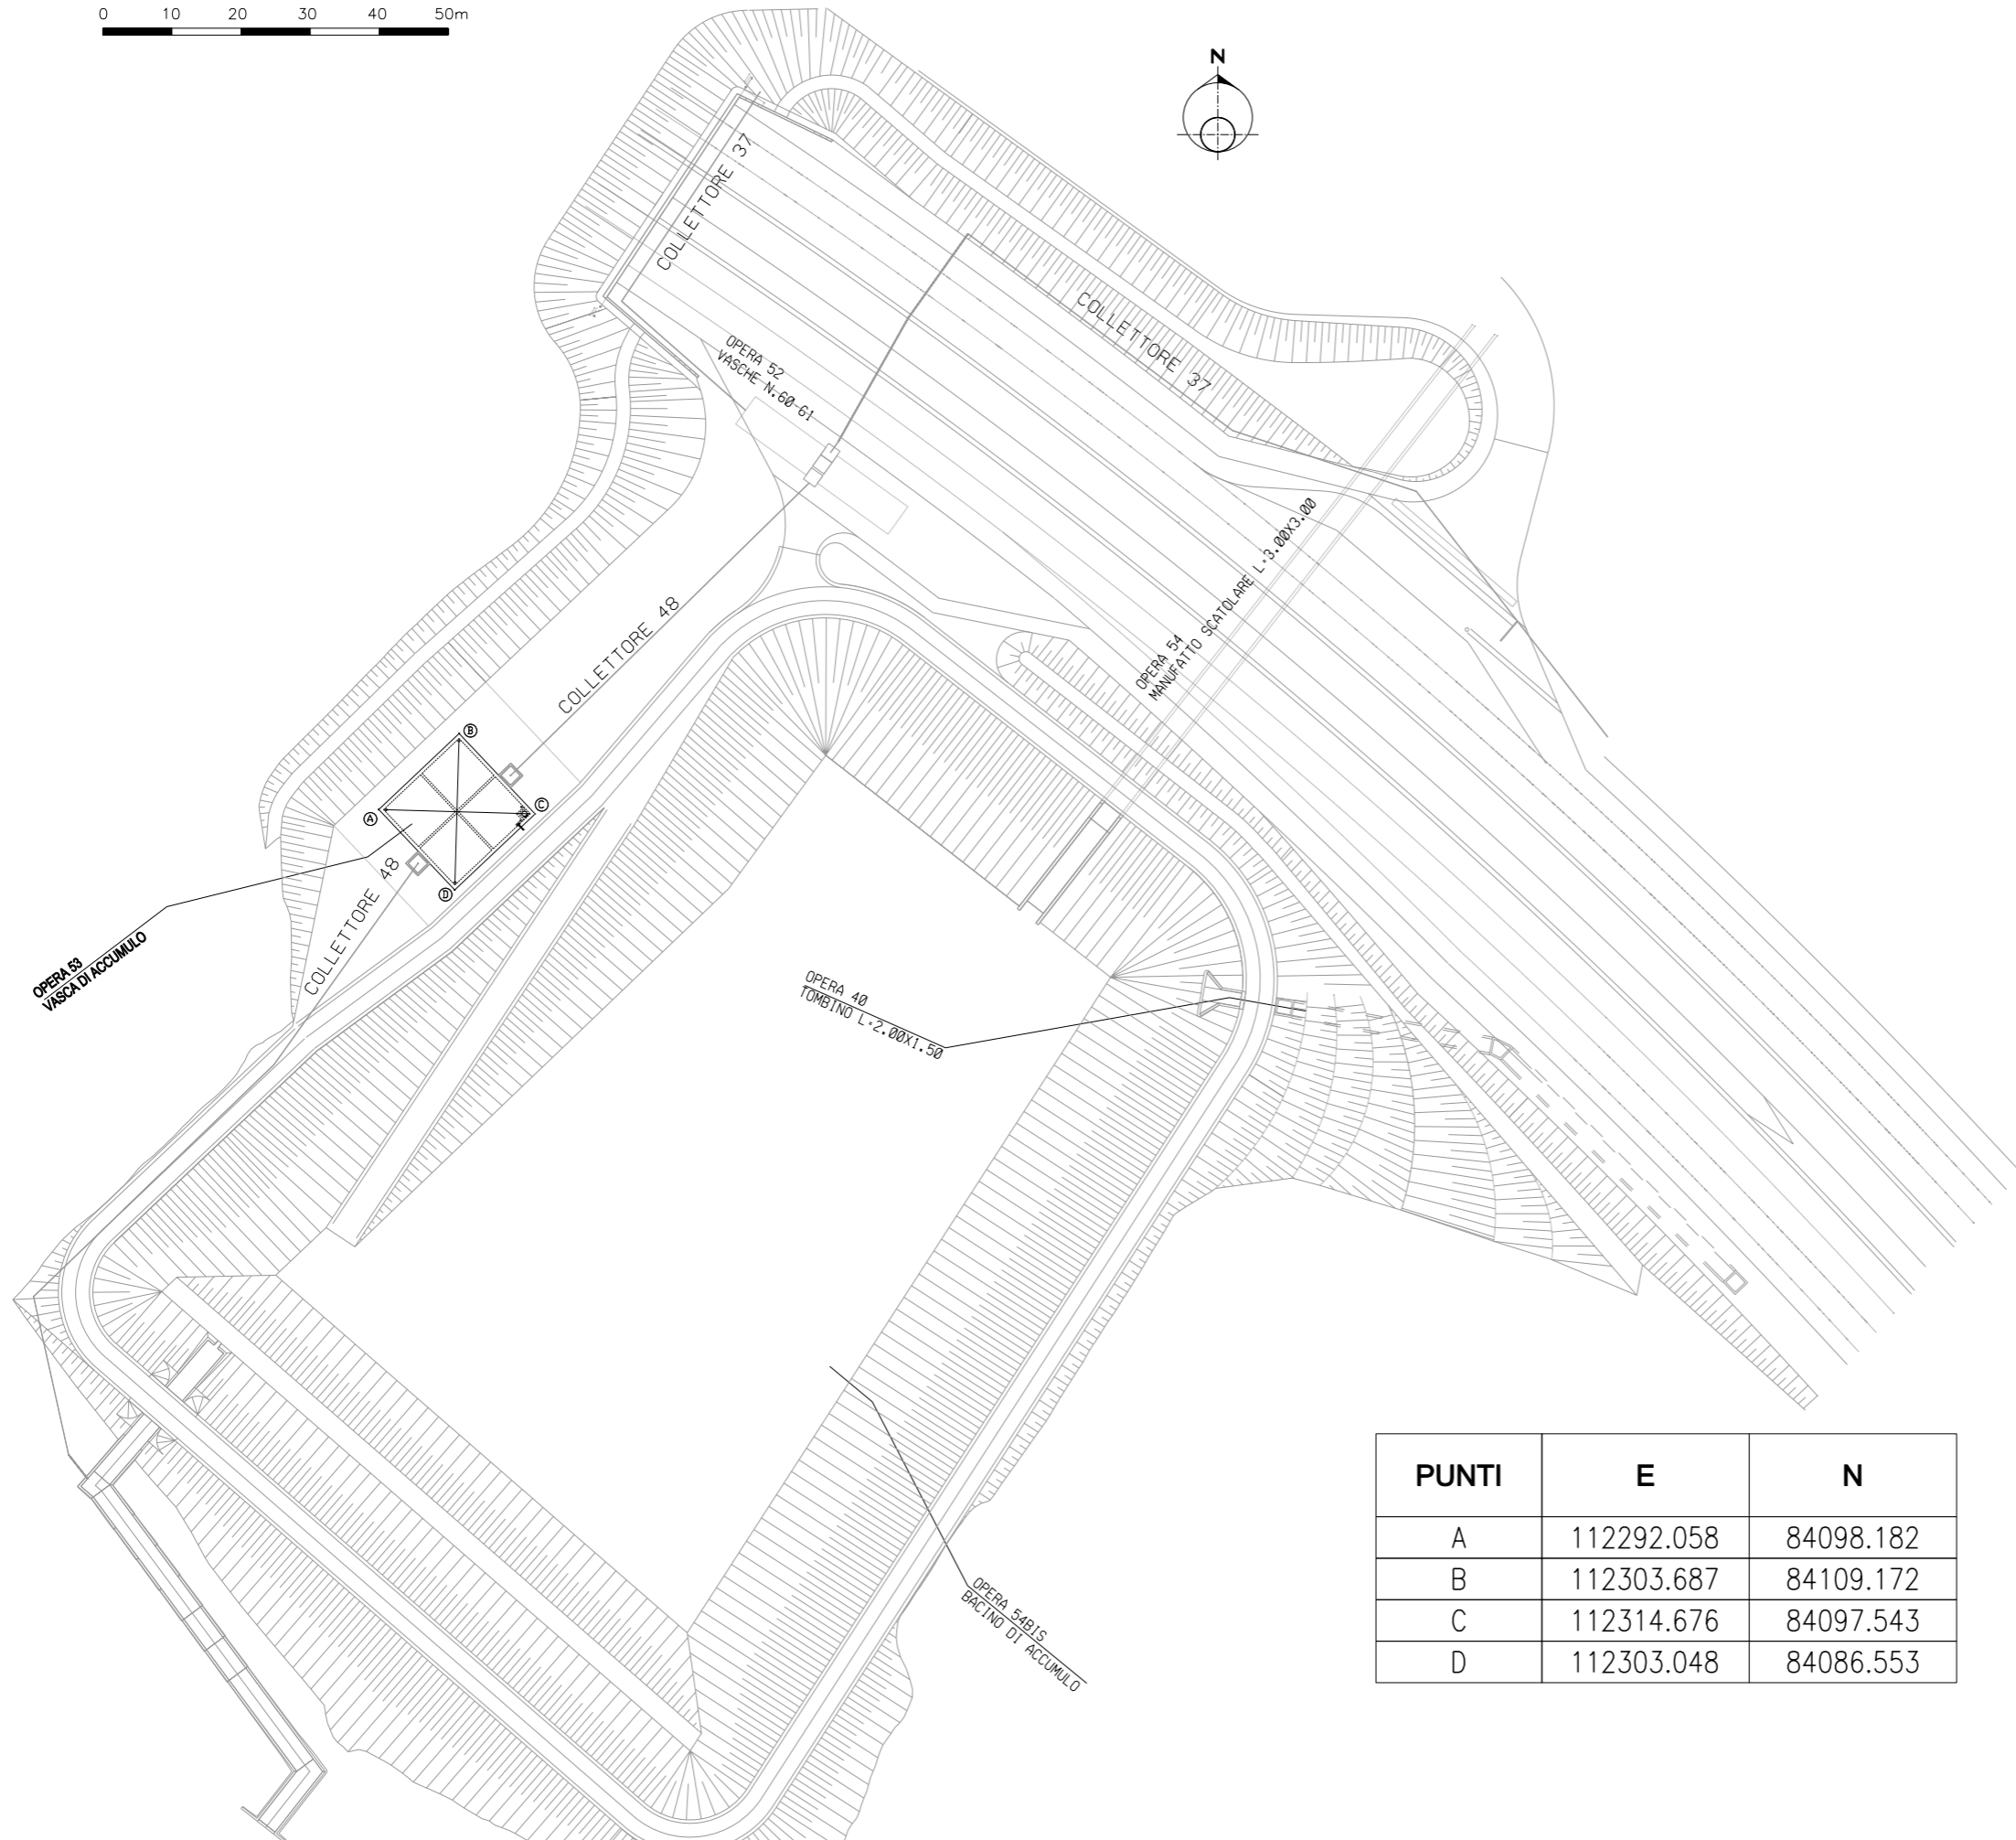 0 10 20 30 40 50m
N
COLLETTORE 37
COLLETTORE 37
OPERA 52
VASCHE N.60-61
OPERA 54
MANUFATTO SCATOLARE L=3.00X3.00
COLLETTORE 48
B
C
A
D
COLLETTORE 48
OPERA 53
VASCA DI ACCUMULO
OPERA 40
TOMBINO L=2.00X1.50
OPERA 54BIS
BACINO DI ACCUMULO
PUNTI E N
A 112292.058 84098.182
B 112303.687 84109.172
C 112314.676 84097.543
D 112303.048 84086.553